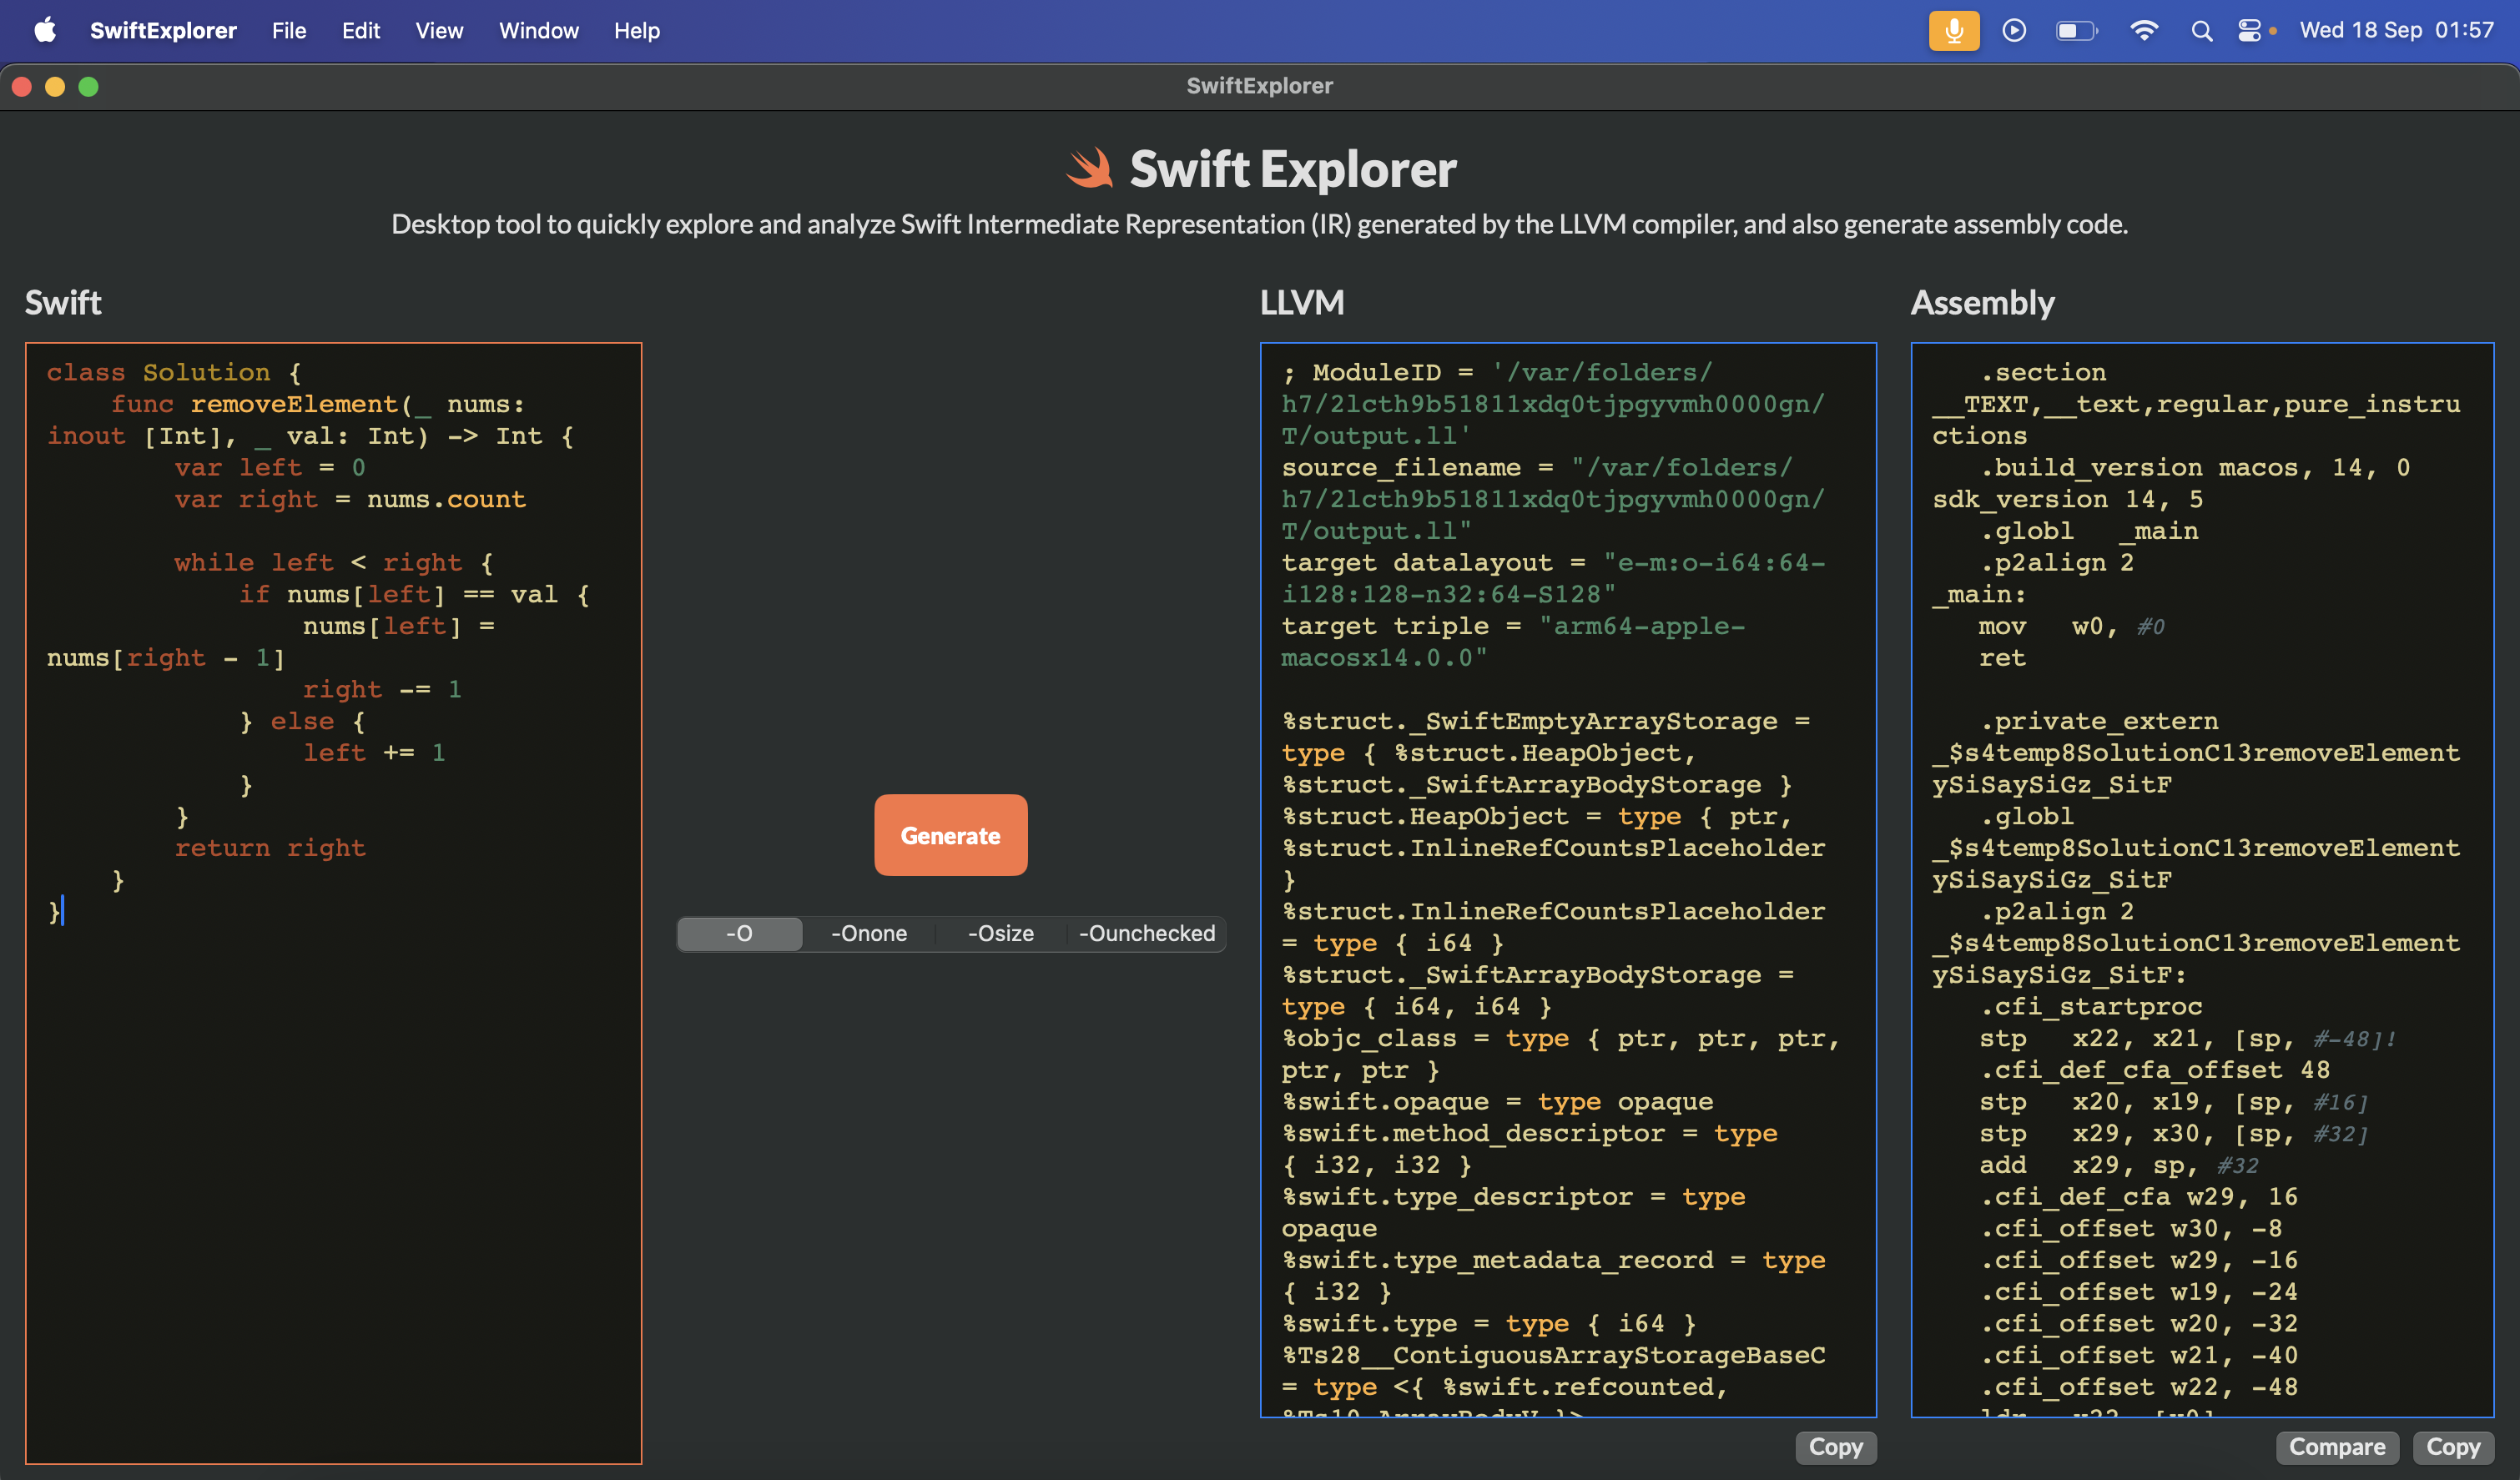 SwiftExplorer File Edit View Window Help Wed 18 Sep 01:57
SwiftExplorer
Swift Explorer
Desktop tool to quickly explore and analyze Swift Intermediate Representation (IR) generated by the LLVM compiler, and also generate assembly code.
Swift
class Solution {
    func removeElement(_ nums:
inout [Int], _ val: Int) -> Int {
        var left = 0
        var right = nums.count
        while left < right {
            if nums[left] == val {
                nums[left] =
nums[right - 1]
                right -= 1
            } else {
                left += 1
            }
        }
        return right
    }
}
Generate
-O -Onone -Osize -Ounchecked
LLVM
; ModuleID = '/var/folders/
h7/2lcth9b51811xdq0tjpgyvmh0000gn/
T/output.ll'
source_filename = "/var/folders/
h7/2lcth9b51811xdq0tjpgyvmh0000gn/
T/output.ll"
target datalayout = "e-m:o-i64:64-
i128:128-n32:64-S128"
target triple = "arm64-apple-
macosx14.0.0"
%struct._SwiftEmptyArrayStorage =
type { %struct.HeapObject,
%struct._SwiftArrayBodyStorage }
%struct.HeapObject = type { ptr,
%struct.InlineRefCountsPlaceholder
}
%struct.InlineRefCountsPlaceholder
= type { i64 }
%struct._SwiftArrayBodyStorage =
type { i64, i64 }
%objc_class = type { ptr, ptr, ptr,
ptr, ptr }
%swift.opaque = type opaque
%swift.method_descriptor = type
{ i32, i32 }
%swift.type_descriptor = type
opaque
%swift.type_metadata_record = type
{ i32 }
%swift.type = type { i64 }
%Ts28__ContiguousArrayStorageBaseC
= type <{ %swift.refcounted,
Copy
Assembly
.section
__TEXT,__text,regular,pure_instru
ctions
.build_version macos, 14, 0
sdk_version 14, 5
.globl _main
.p2align 2
_main:
mov w0, #0
ret
.private_extern
_$s4temp8SolutionC13removeElement
ySiSaySiGz_SitF
.globl
_$s4temp8SolutionC13removeElement
ySiSaySiGz_SitF
.p2align 2
_$s4temp8SolutionC13removeElement
ySiSaySiGz_SitF:
.cfi_startproc
stp x22, x21, [sp, #-48]!
.cfi_def_cfa_offset 48
stp x20, x19, [sp, #16]
stp x29, x30, [sp, #32]
add x29, sp, #32
.cfi_def_cfa w29, 16
.cfi_offset w30, -8
.cfi_offset w29, -16
.cfi_offset w19, -24
.cfi_offset w20, -32
.cfi_offset w21, -40
.cfi_offset w22, -48
Compare Copy